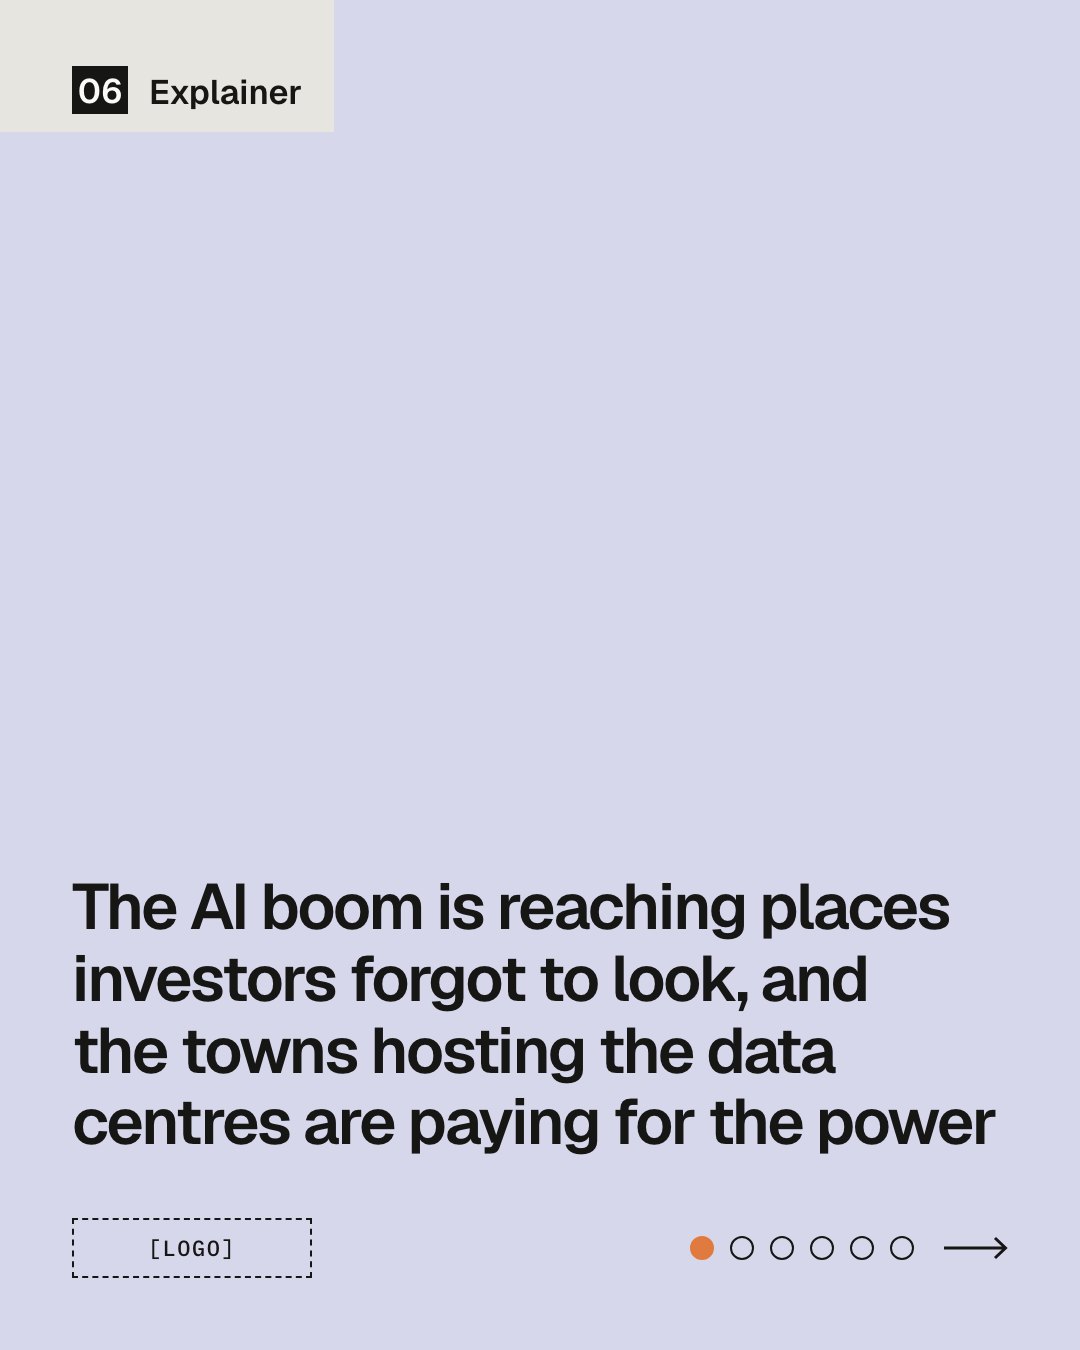 06 Explainer
The AI boom is reaching places
investors forgot to look, and
the towns hosting the data
centres are paying for the power
[LOGO]